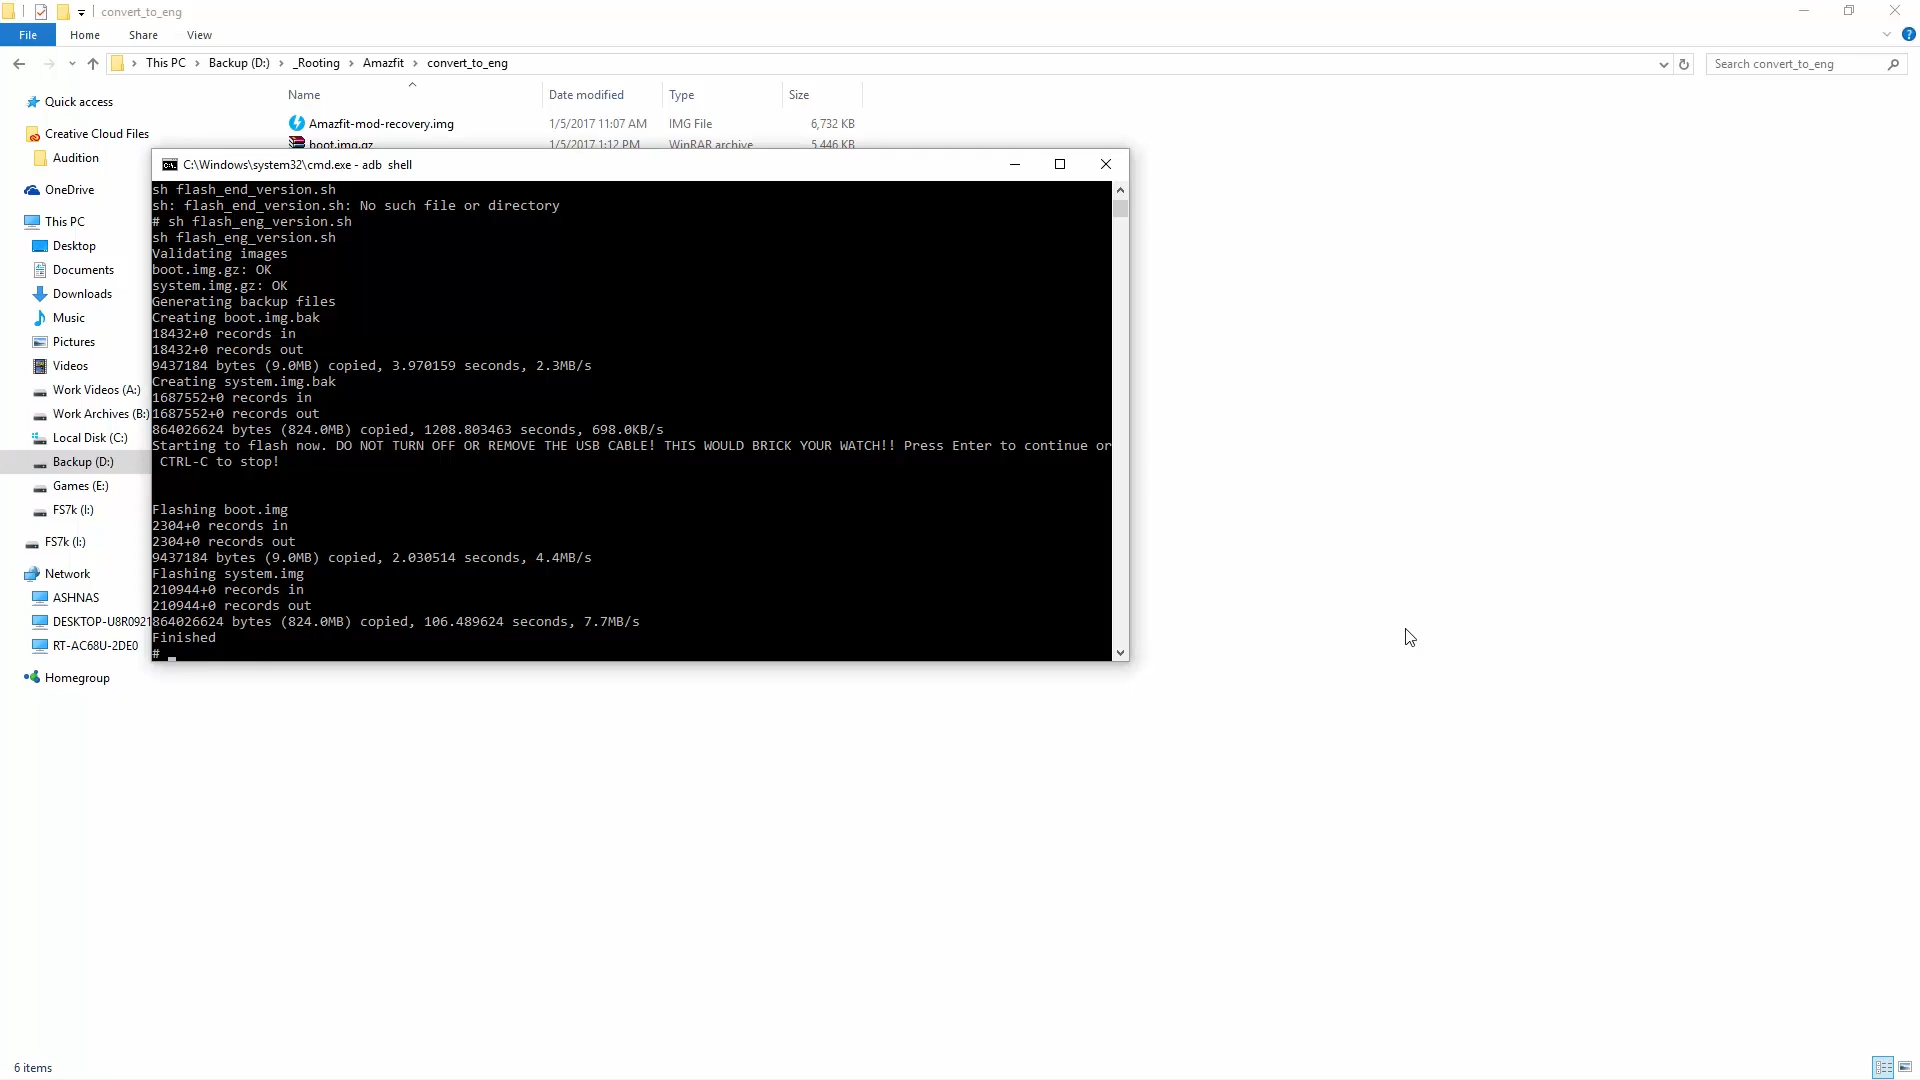 convert_to_eng
File Home Share View
This PC Backup (D:) _Rooting Amazfit convert_to_eng Search convert_to_eng
Name Date modified Type Size
Amazfit-mod-recovery.img 1/5/2017 11:07 AM IMG File 6,732 KB
boot.img.gz 1/5/2017 1:12 PM WinRAR archive 5,446 KB
Quick access
Creative Cloud Files
Audition
OneDrive
This PC
Desktop
Documents
Downloads
Music
Pictures
Videos
Work Videos (A:)
Work Archives (B:)
Local Disk (C:)
Backup (D:)
Games (E:)
FS7k (I:)
FS7k (I:)
Network
ASHNAS
DESKTOP-U8R0921
RT-AC68U-2DE0
Homegroup
C:\Windows\system32\cmd.exe - adb shell
sh flash_end_version.sh
sh: flash_end_version.sh: No such file or directory
# sh flash_eng_version.sh
sh flash_eng_version.sh
Validating images
boot.img.gz: OK
system.img.gz: OK
Generating backup files
Creating boot.img.bak
18432+0 records in
18432+0 records out
9437184 bytes (9.0MB) copied, 3.970159 seconds, 2.3MB/s
Creating system.img.bak
1687552+0 records in
1687552+0 records out
864026624 bytes (824.0MB) copied, 1208.803463 seconds, 698.0KB/s
Starting to flash now. DO NOT TURN OFF OR REMOVE THE USB CABLE! THIS WOULD BRICK YOUR WATCH!! Press Enter to continue or
CTRL-C to stop!
Flashing boot.img
2304+0 records in
2304+0 records out
9437184 bytes (9.0MB) copied, 2.030514 seconds, 4.4MB/s
Flashing system.img
210944+0 records in
210944+0 records out
864026624 bytes (824.0MB) copied, 106.489624 seconds, 7.7MB/s
Finished
#
6 items